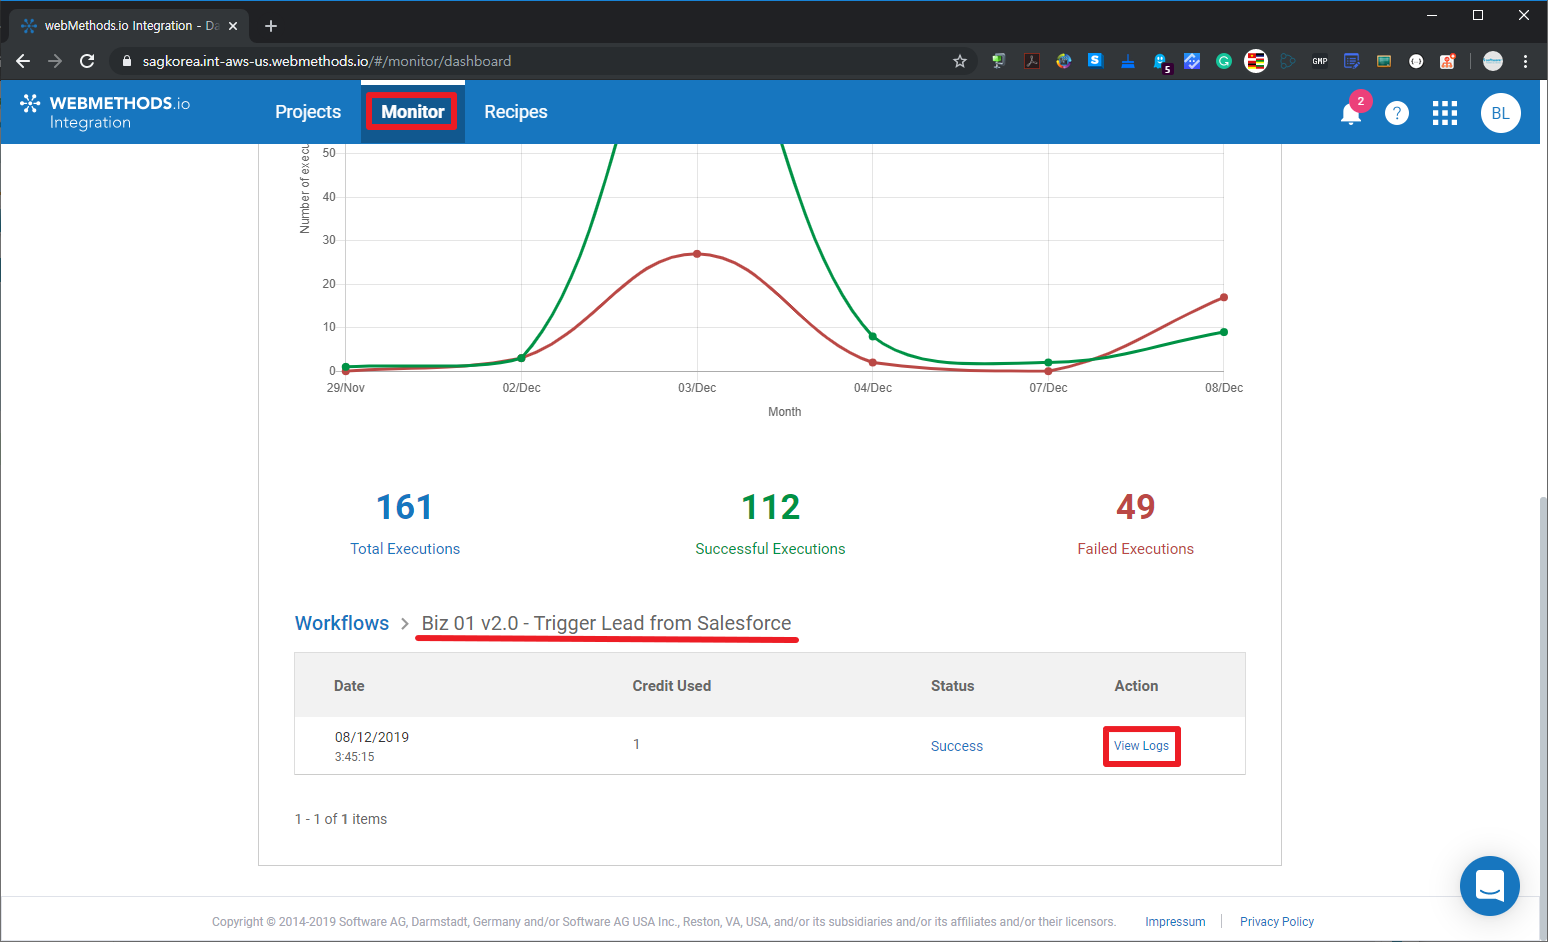 webMethods.io Integration - Da
sagkorea.int-aws-us.webmethods.io/#/monitor/dashboard
S
5
G
GMP
WEBMETHODS.io
Integration
Projects
Monitor
Recipes
2
?
BL
Number of execu
50
40
30
20
10
0
29/Nov
02/Dec
03/Dec
04/Dec
07/Dec
08/Dec
Month
161
112
49
Total Executions
Successful Executions
Failed Executions
Workflows > Biz 01 v2.0 - Trigger Lead from Salesforce
Date
Credit Used
Status
Action
08/12/2019
3:45:15
1
Success
View Logs
1 - 1 of 1 items
Copyright © 2014-2019 Software AG, Darmstadt, Germany and/or Software AG USA Inc., Reston, VA, USA, and/or its subsidiaries and/or its affiliates and/or their licensors.
Impressum
Privacy Policy